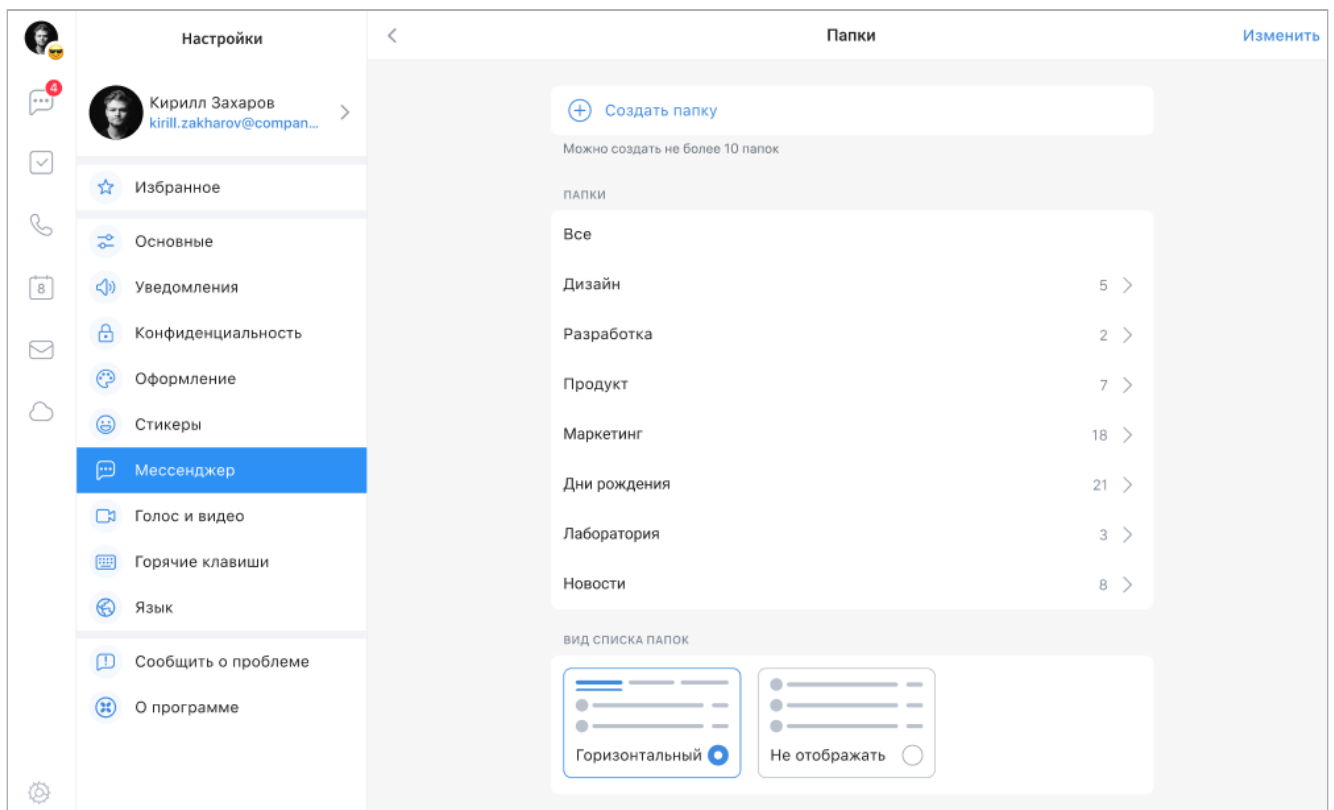 Настройки
Папки
Изменить
4
Кирилл Захаров
kirill.zakharov@compan...
Избранное
Основные
Уведомления
8
Конфиденциальность
Оформление
Стикеры
Мессенджер
Голос и видео
Горячие клавиши
Язык
Сообщить о проблеме
О программе
Создать папку
Можно создать не более 10 папок
ПАПКИ
Все
Дизайн 5
Разработка 2
Продукт 7
Маркетинг 18
Дни рождения 21
Лаборатория 3
Новости 8
ВИД СПИСКА ПАПОК
Горизонтальный
Не отображать